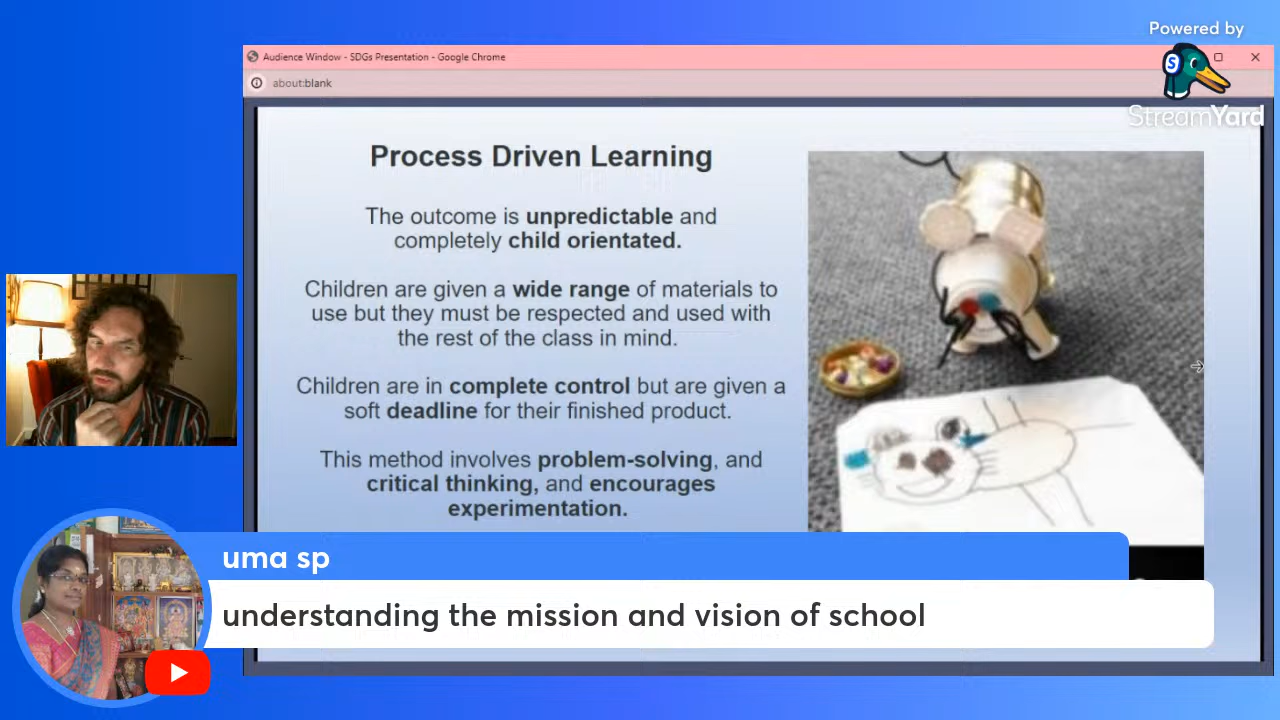 Powered by
StreamYard
Audience Window - SDGs Presentation - Google Chrome
about:blank
Process Driven Learning
The outcome is unpredictable and
completely child orientated.
Children are given a wide range of materials to
use but they must be respected and used with
the rest of the class in mind.
Children are in complete control but are given a
soft deadline for their finished product.
This method involves problem-solving, and
critical thinking, and encourages
experimentation.
uma sp
understanding the mission and vision of school